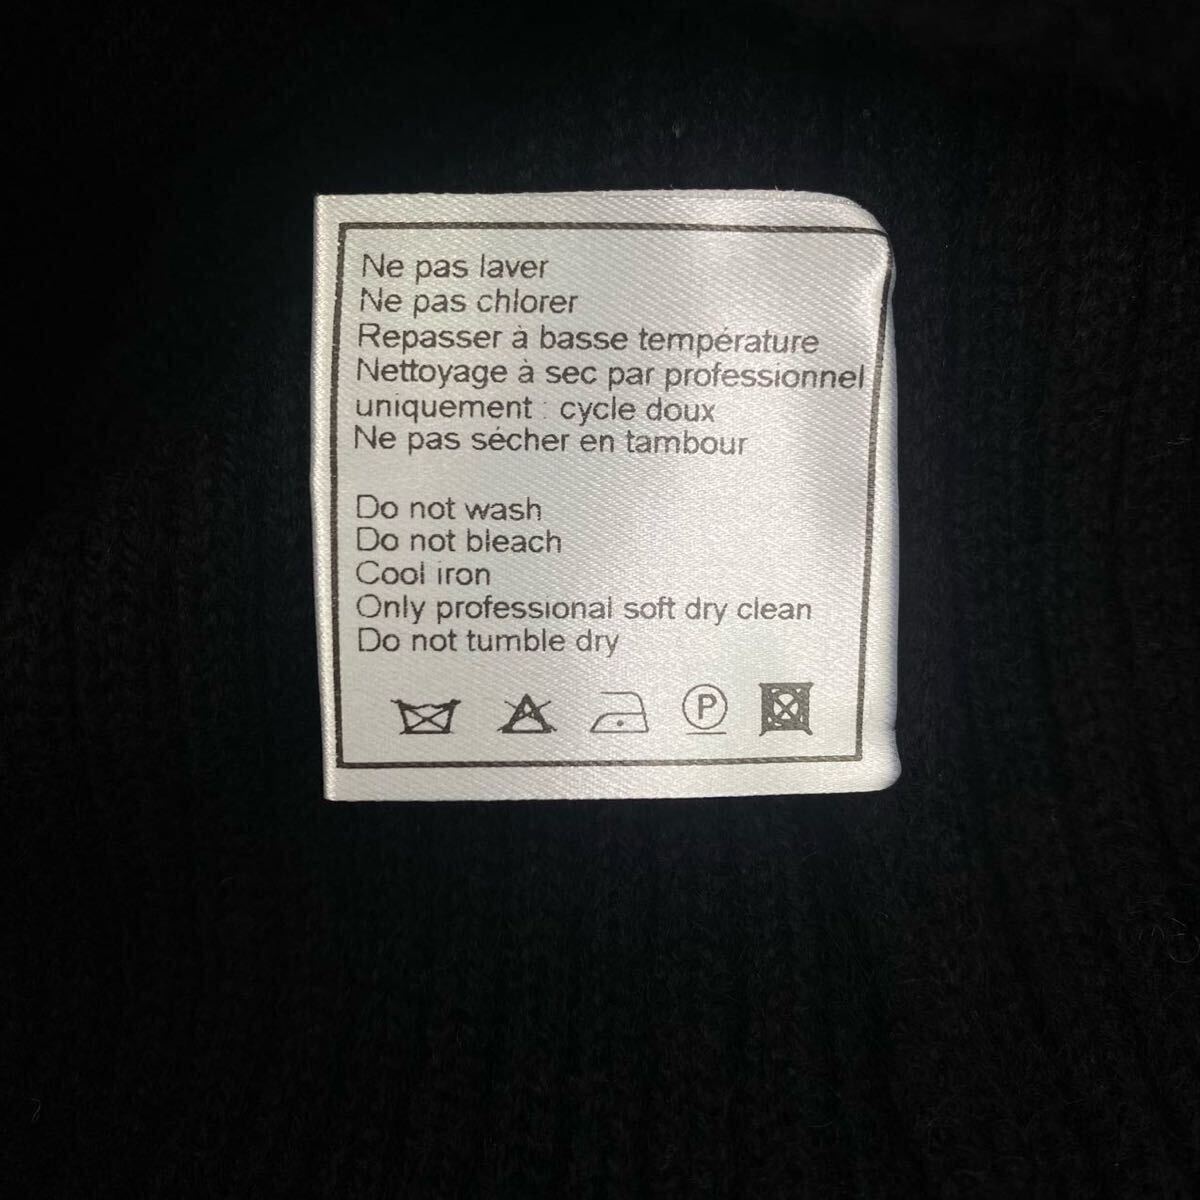 Ne pas laver
Ne pas chlorer
Repasser à basse température
Nettoyage à sec par professionnel
uniquement : cycle doux
Ne pas sécher en tambour
Do not wash
Do not bleach
Cool iron
Only professional soft dry clean
Do not tumble dry
P